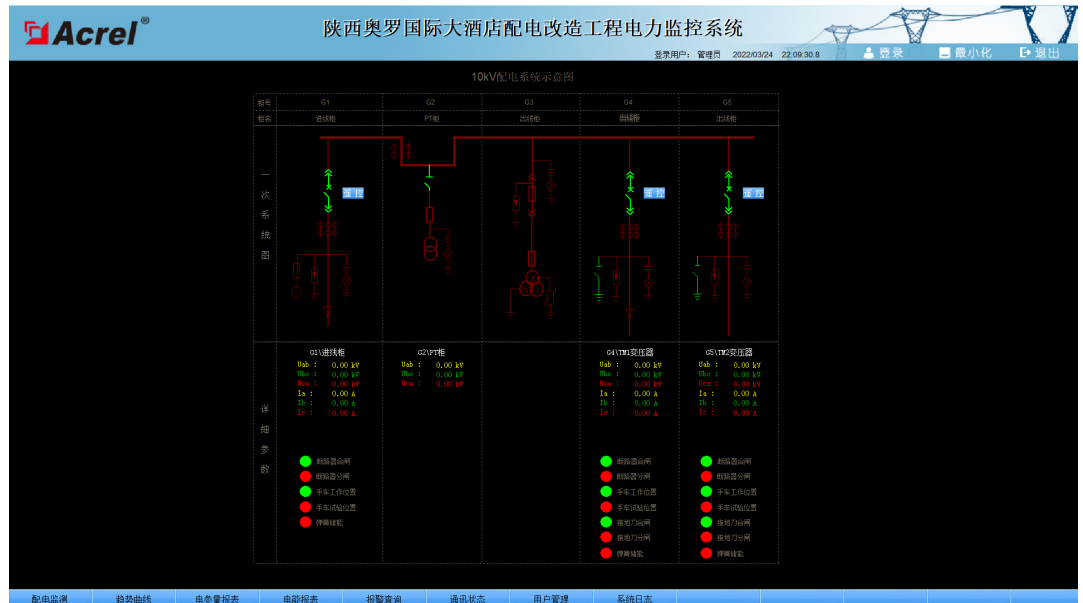 Acrel®
陕西奥罗国际大酒店配电改造工程电力监控系统
登录用户: 管理员 2022/03/24 22:09:30.8
登录 最小化 退出
10kV配电系统示意图
柜号 G1 G2 G3 G4 G5
柜名 进线柜 PT柜 出线柜 出线柜 出线柜
一次系统图
遥控 遥控 遥控
G1\进线柜 G2\PT柜 G4\TM1变压器 G5\TM2变压器
Uab : 0.00 kV Uab : 0.00 kV Uab : 0.00 kV Uab : 0.00 kV
Ubc : 0.00 kV Ubc : 0.00 kV Ubc : 0.00 kV Ubc : 0.00 kV
Uca : 0.00 kV Uca : 0.00 kV Uca : 0.00 kV Uca : 0.00 kV
Ia : 0.00 A Ia : 0.00 A Ia : 0.00 A
Ib : 0.00 A Ib : 0.00 A Ib : 0.00 A
Ic : 0.00 A Ic : 0.00 A Ic : 0.00 A
详细参数
断路器合闸 断路器合闸 断路器合闸
断路器分闸 断路器分闸 断路器分闸
手车工作位置 手车工作位置 手车工作位置
手车试验位置 手车试验位置 手车试验位置
弹簧储能 接地刀合闸 接地刀合闸
接地刀分闸 接地刀分闸
弹簧储能 弹簧储能
配电监测 趋势曲线 电参量报表 电能报表 报警查询 通讯状态 用户管理 系统日志